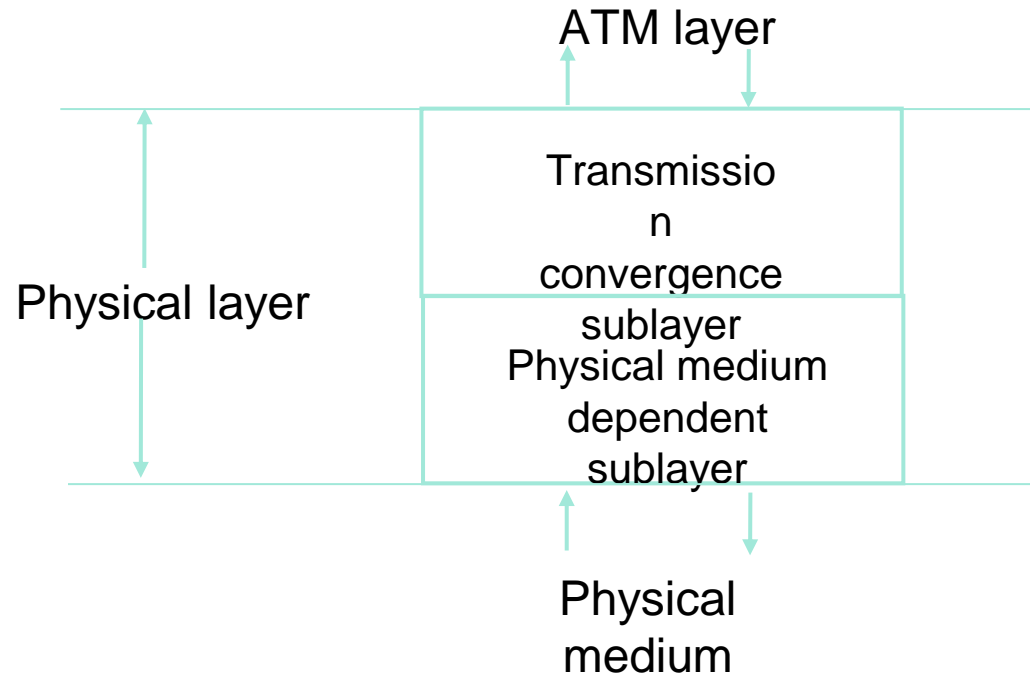 ATM layer
Transmissio
n
convergence
sublayer
Physical layer
Physical medium
dependent
sublayer
Physical
medium